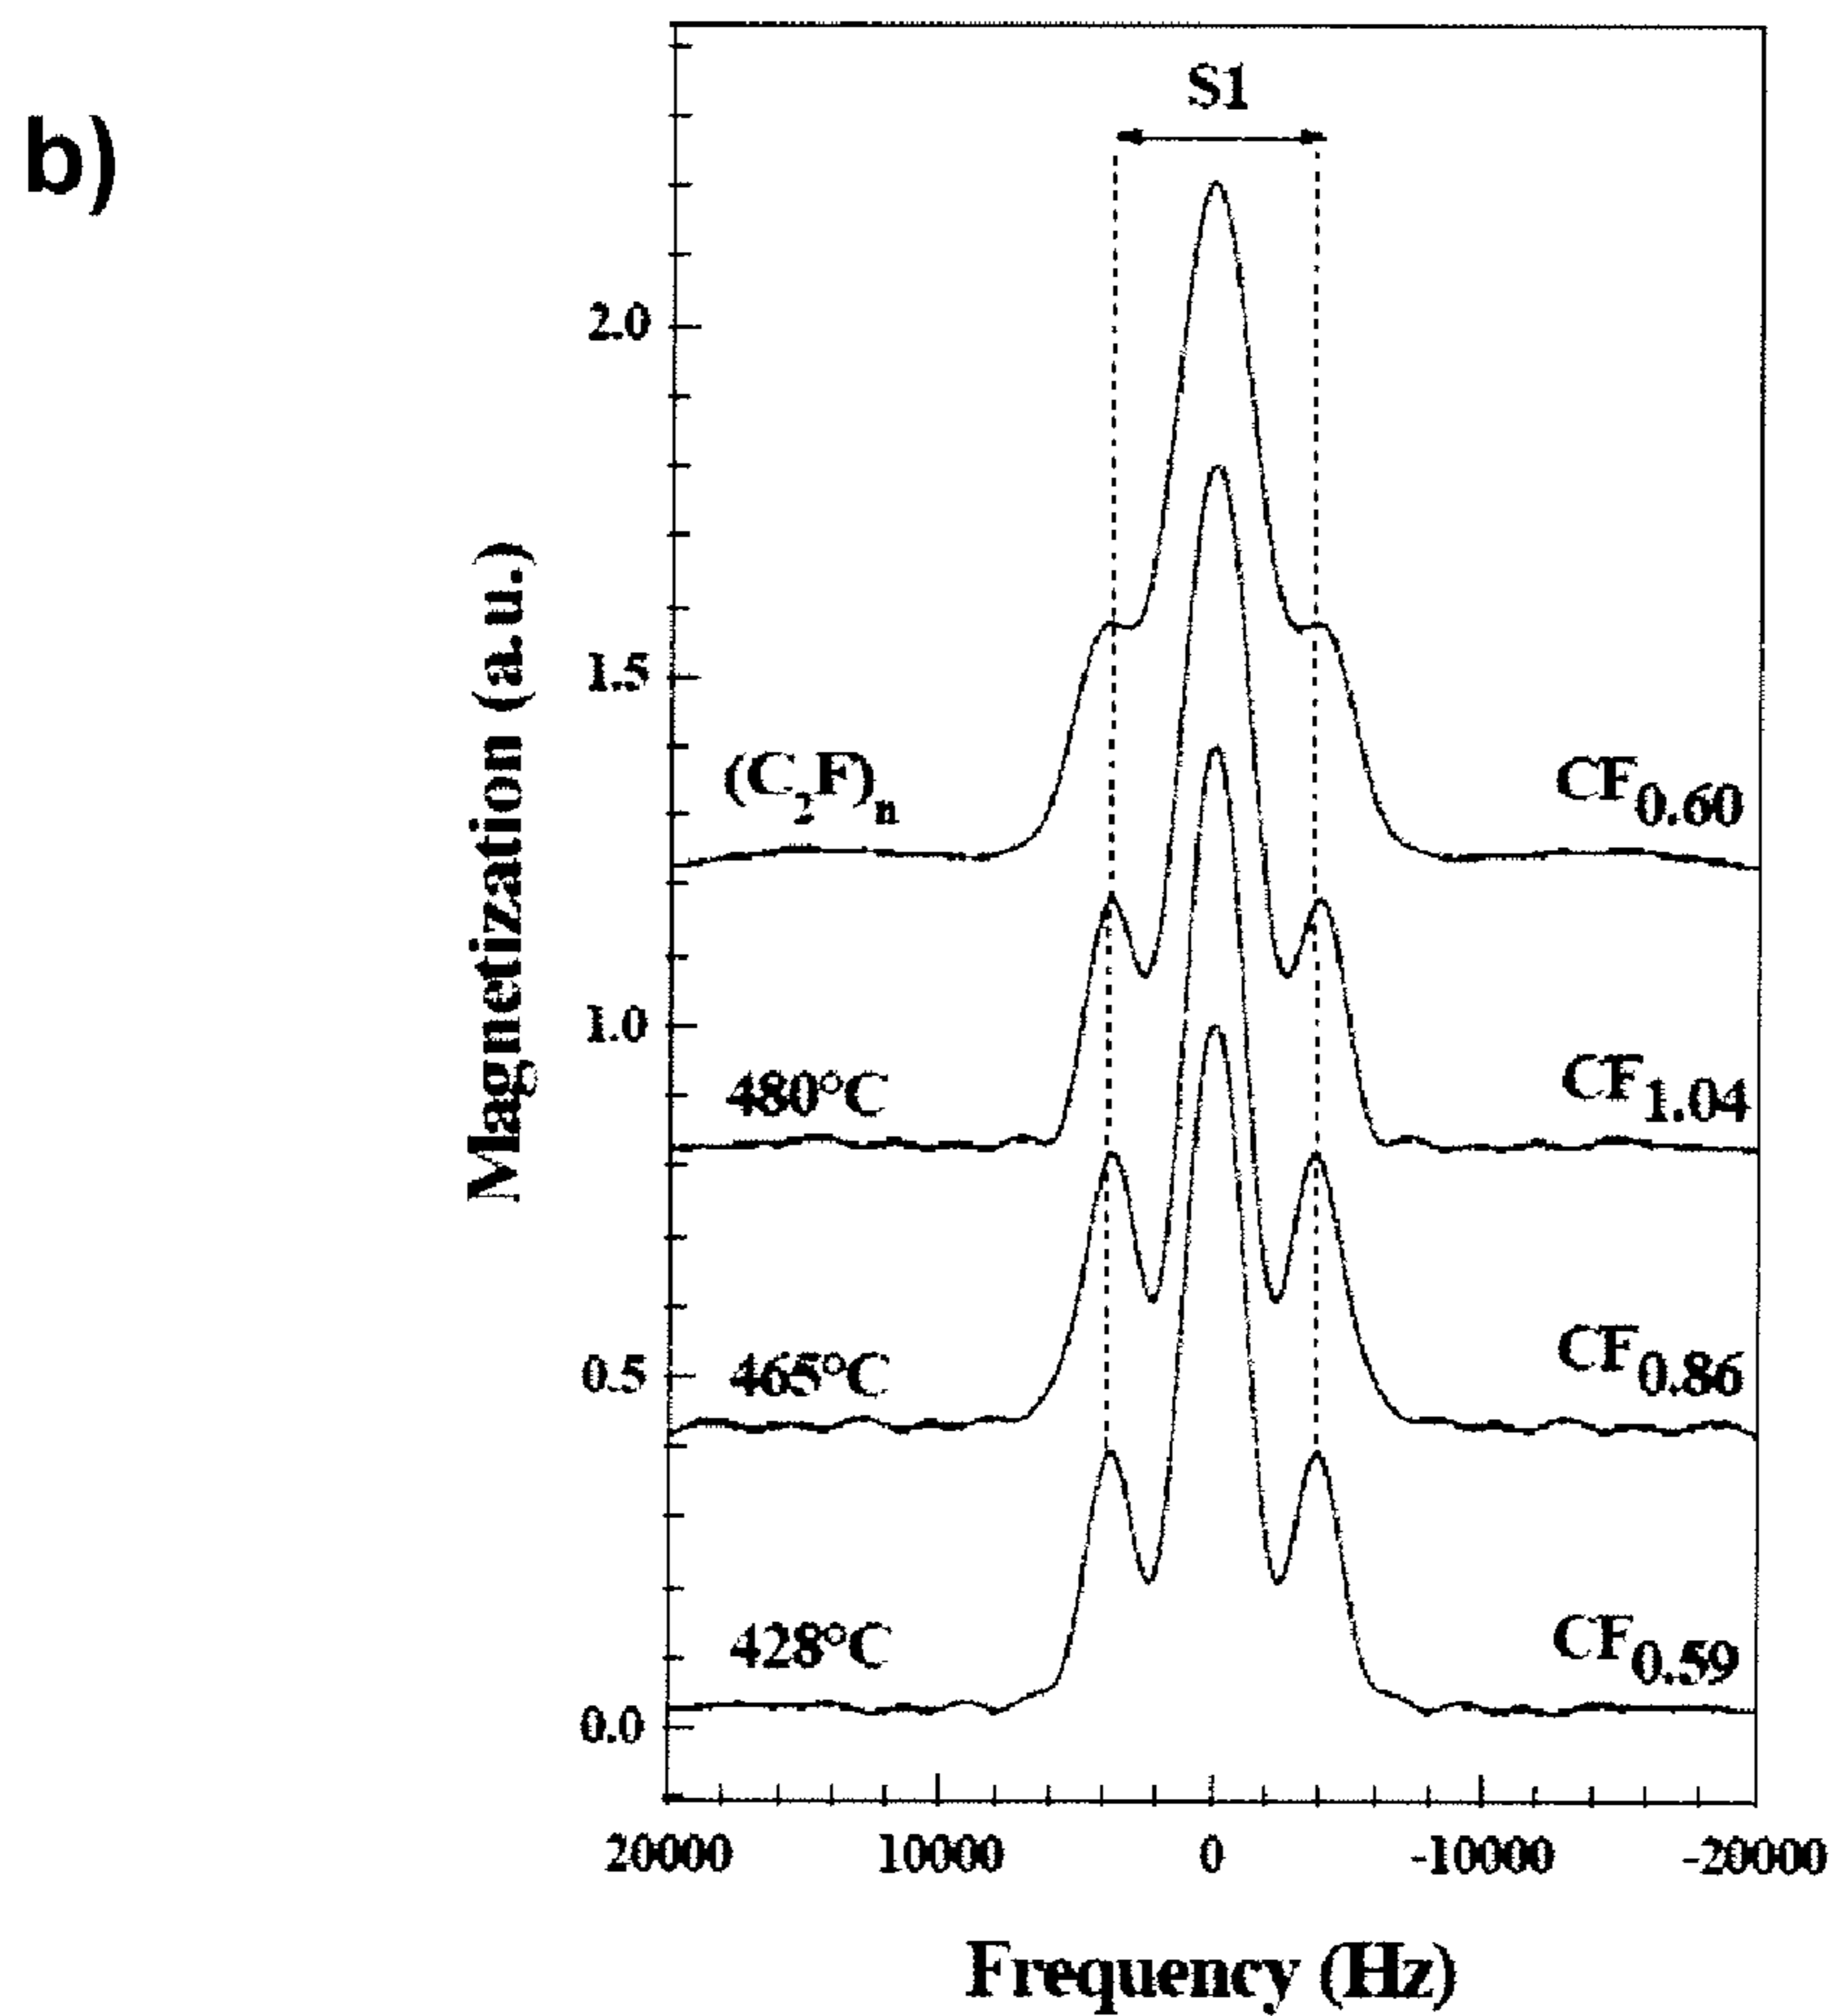 b)
S1
2.0
1.5
(C2F)n
CF0.60
1.0
480°C
CF1.04
0.5
465°C
CF0.86
428°C
CF0.59
0.0
Magnetization (a.u.)
20000 10000 0 -10000 -20000
Frequency (Hz)